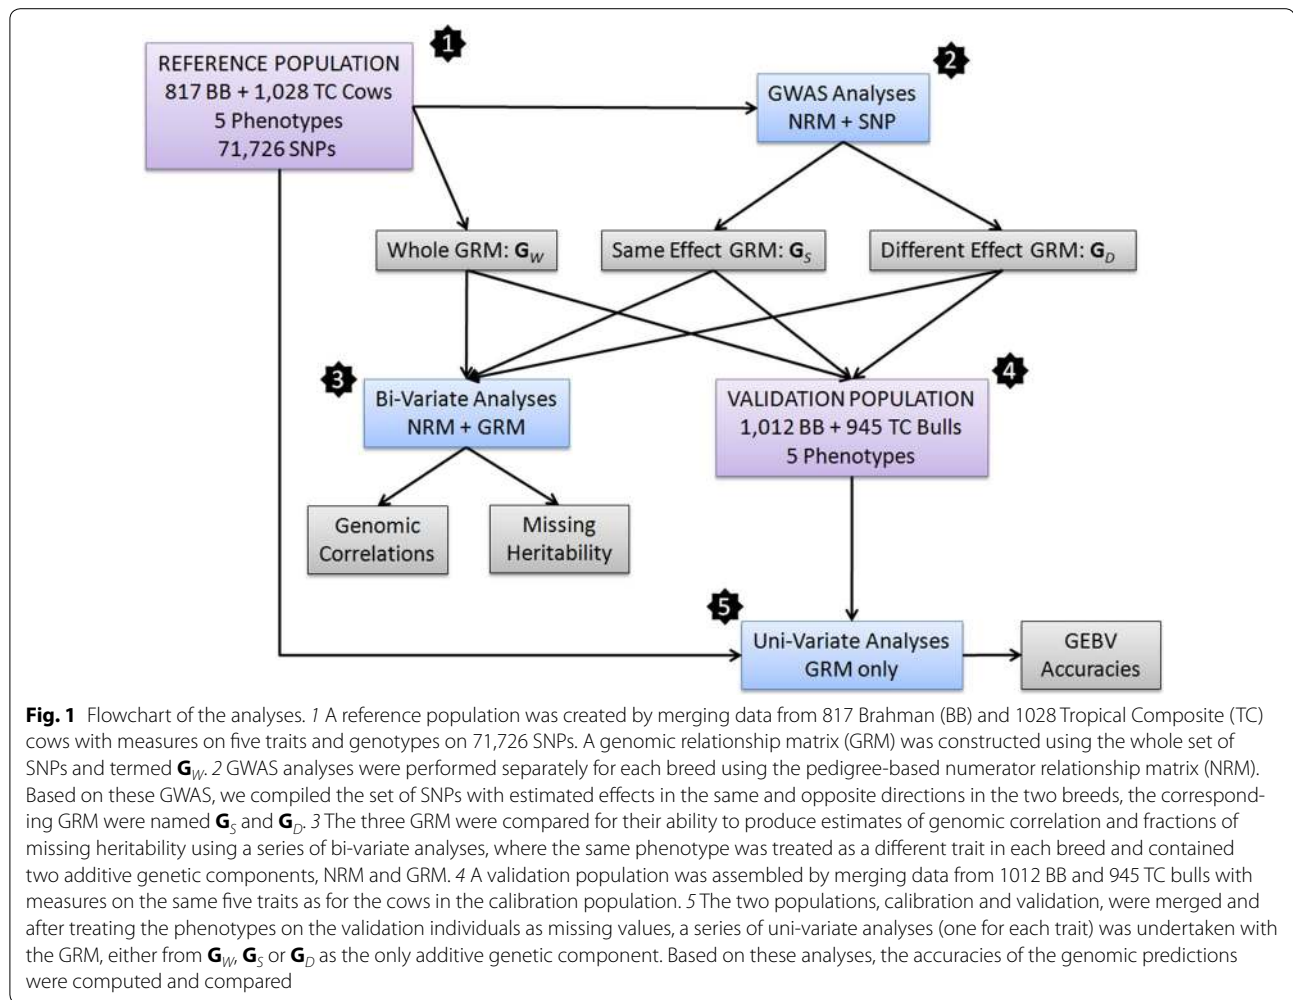 1
REFERENCE POPULATION
817 BB + 1,028 TC Cows
5 Phenotypes
71,726 SNPs
2
GWAS Analyses
NRM + SNP
Whole GRM: G_W
Same Effect GRM: G_S
Different Effect GRM: G_D
3
Bi-Variate Analyses
NRM + GRM
4
VALIDATION POPULATION
1,012 BB + 945 TC Bulls
5 Phenotypes
Genomic
Correlations
Missing
Heritability
5
Uni-Variate Analyses
GRM only
GEBV
Accuracies
Fig. 1 Flowchart of the analyses. 1 A reference population was created by merging data from 817 Brahman (BB) and 1028 Tropical Composite (TC)
cows with measures on five traits and genotypes on 71,726 SNPs. A genomic relationship matrix (GRM) was constructed using the whole set of
SNPs and termed G_W. 2 GWAS analyses were performed separately for each breed using the pedigree-based numerator relationship matrix (NRM).
Based on these GWAS, we compiled the set of SNPs with estimated effects in the same and opposite directions in the two breeds, the correspond-
ing GRM were named G_S and G_D. 3 The three GRM were compared for their ability to produce estimates of genomic correlation and fractions of
missing heritability using a series of bi-variate analyses, where the same phenotype was treated as a different trait in each breed and contained
two additive genetic components, NRM and GRM. 4 A validation population was assembled by merging data from 1012 BB and 945 TC bulls with
measures on the same five traits as for the cows in the calibration population. 5 The two populations, calibration and validation, were merged and
after treating the phenotypes on the validation individuals as missing values, a series of uni-variate analyses (one for each trait) was undertaken with
the GRM, either from G_W, G_S or G_D as the only additive genetic component. Based on these analyses, the accuracies of the genomic predictions
were computed and compared